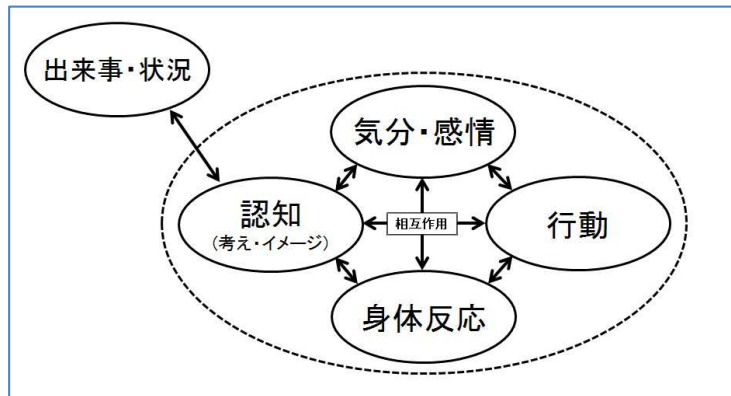 出来事・状況
気分・感情
認知
(考え・イメージ)
相互作用
行動
身体反応